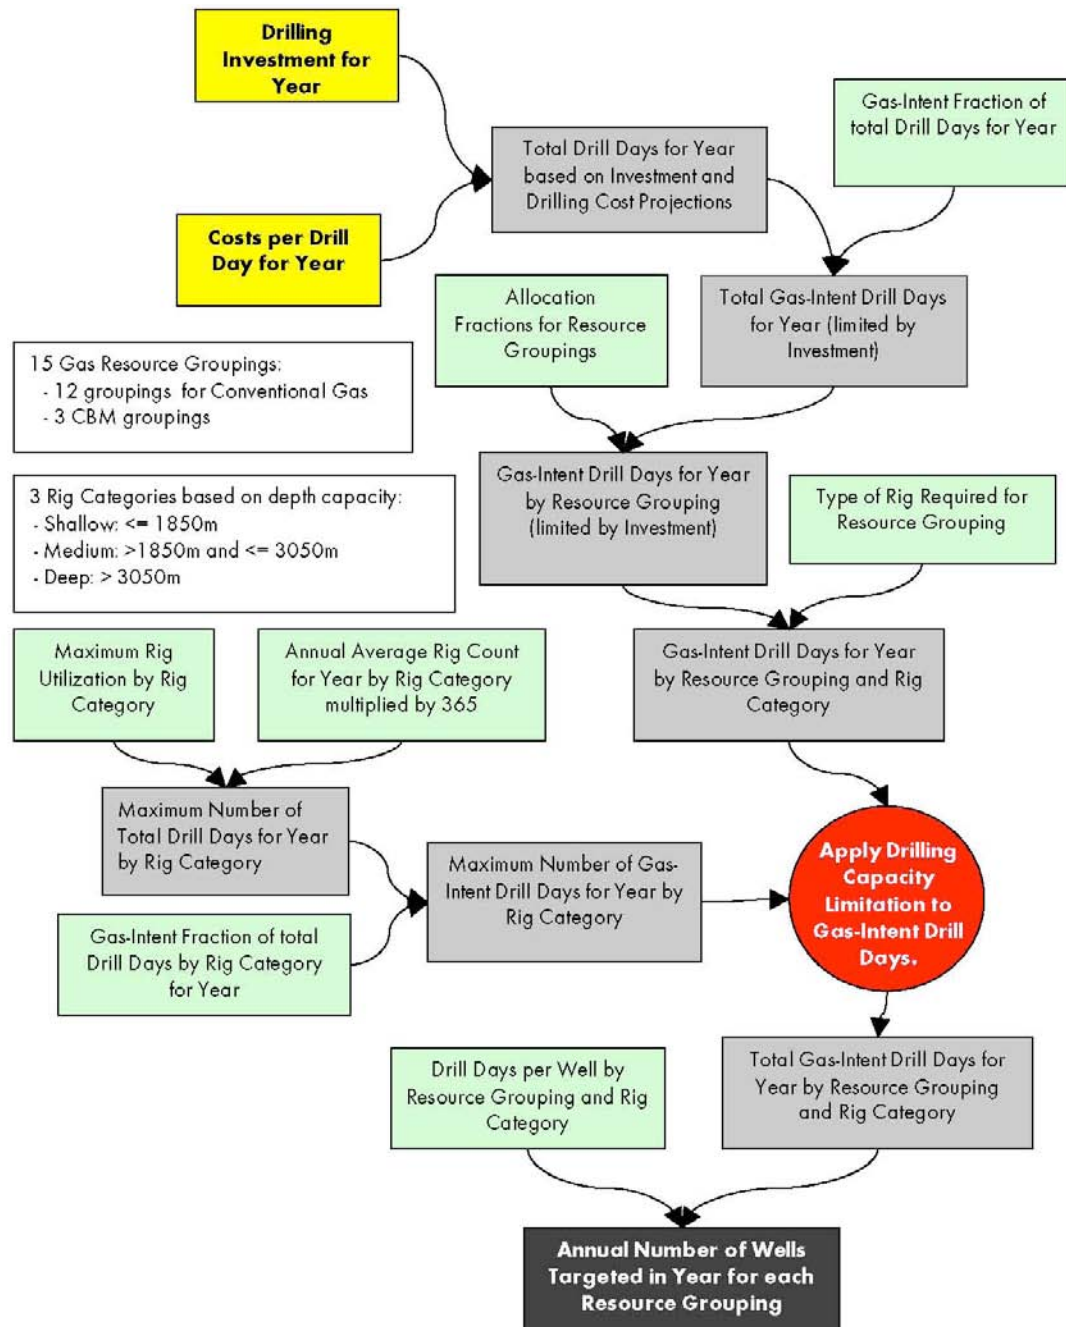 Drilling
Investment for
Year
Gas-Intent Fraction of
total Drill Days for Year
Total Drill Days for Year
based on Investment and
Drilling Cost Projections
Costs per Drill
Day for Year
Allocation
Fractions for Resource
Groupings
Total Gas-Intent Drill Days
for Year (limited by
Investment)
15 Gas Resource Groupings:
- 12 groupings for Conventional Gas
- 3 CBM groupings
Gas-Intent Drill Days for Year
by Resource Grouping
(limited by Investment)
Type of Rig Required for
Resource Grouping
3 Rig Categories based on depth capacity:
- Shallow: <= 1850m
- Medium: >1850m and <= 3050m
- Deep: > 3050m
Maximum Rig
Utilization by Rig
Category
Annual Average Rig Count
for Year by Rig Category
multiplied by 365
Gas-Intent Drill Days for Year
by Resource Grouping and Rig
Category
Maximum Number of
Total Drill Days for Year
by Rig Category
Maximum Number of Gas-
Intent Drill Days for Year by
Rig Category
Apply Drilling
Capacity
Limitation to
Gas-Intent Drill
Days.
Gas-Intent Fraction of total
Drill Days by Rig Category
for Year
Drill Days per Well by
Resource Grouping and Rig
Category
Total Gas-Intent Drill Days for
Year by Resource Grouping
and Rig Category
Annual Number of Wells
Targeted in Year for each
Resource Grouping